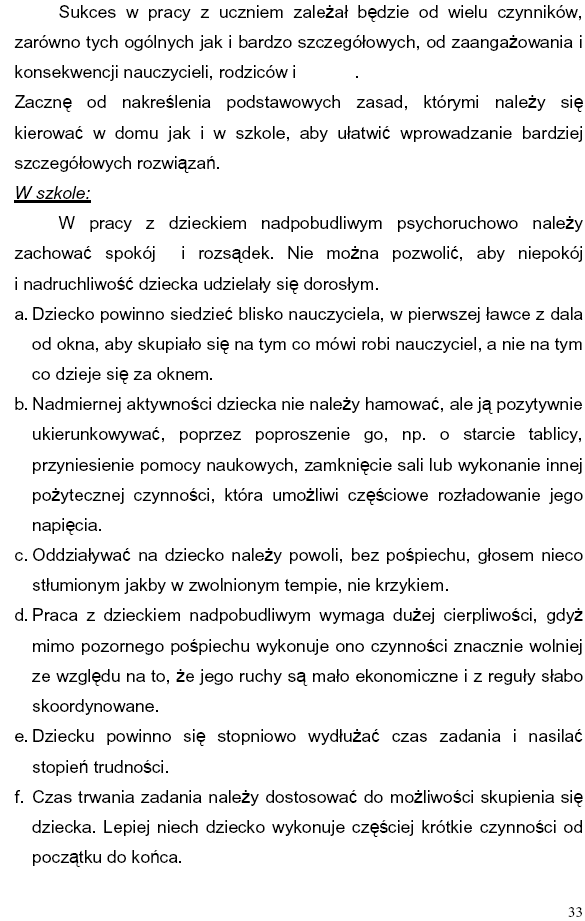 Sukces w pracy z uczniem zależał będzie od wielu czynników,
zarówno tych ogólnych jak i bardzo szczegółowych, od zaangażowania i
konsekwencji nauczycieli, rodziców i .
Zacznę od nakreślenia podstawowych zasad, którymi należy się
kierować w domu jak i w szkole, aby ułatwić wprowadzanie bardziej
szczegółowych rozwiązań.
W szkole:
W pracy z dzieckiem nadpobudliwym psychoruchowo należy
zachować spokój i rozsądek. Nie można pozwolić, aby niepokój
i nadruchliwość dziecka udzielały się dorosłym.
a. Dziecko powinno siedzieć blisko nauczyciela, w pierwszej ławce z dala
od okna, aby skupiało się na tym co mówi robi nauczyciel, a nie na tym
co dzieje się za oknem.
b. Nadmiernej aktywności dziecka nie należy hamować, ale ją pozytywnie
ukierunkowywać, poprzez poproszenie go, np. o starcie tablicy,
przyniesienie pomocy naukowych, zamknięcie sali lub wykonanie innej
pożytecznej czynności, która umożliwi częściowe rozładowanie jego
napięcia.
c. Oddziaływać na dziecko należy powoli, bez pośpiechu, głosem nieco
stłumionym jakby w zwolnionym tempie, nie krzykiem.
d. Praca z dzieckiem nadpobudliwym wymaga dużej cierpliwości, gdyż
mimo pozornego pośpiechu wykonuje ono czynności znacznie wolniej
ze względu na to, że jego ruchy są mało ekonomiczne i z reguły słabo
skoordynowane.
e. Dziecku powinno się stopniowo wydłużać czas zadania i nasilać
stopień trudności.
f. Czas trwania zadania należy dostosować do możliwości skupienia się
dziecka. Lepiej niech dziecko wykonuje częściej krótkie czynności od
początku do końca.
33